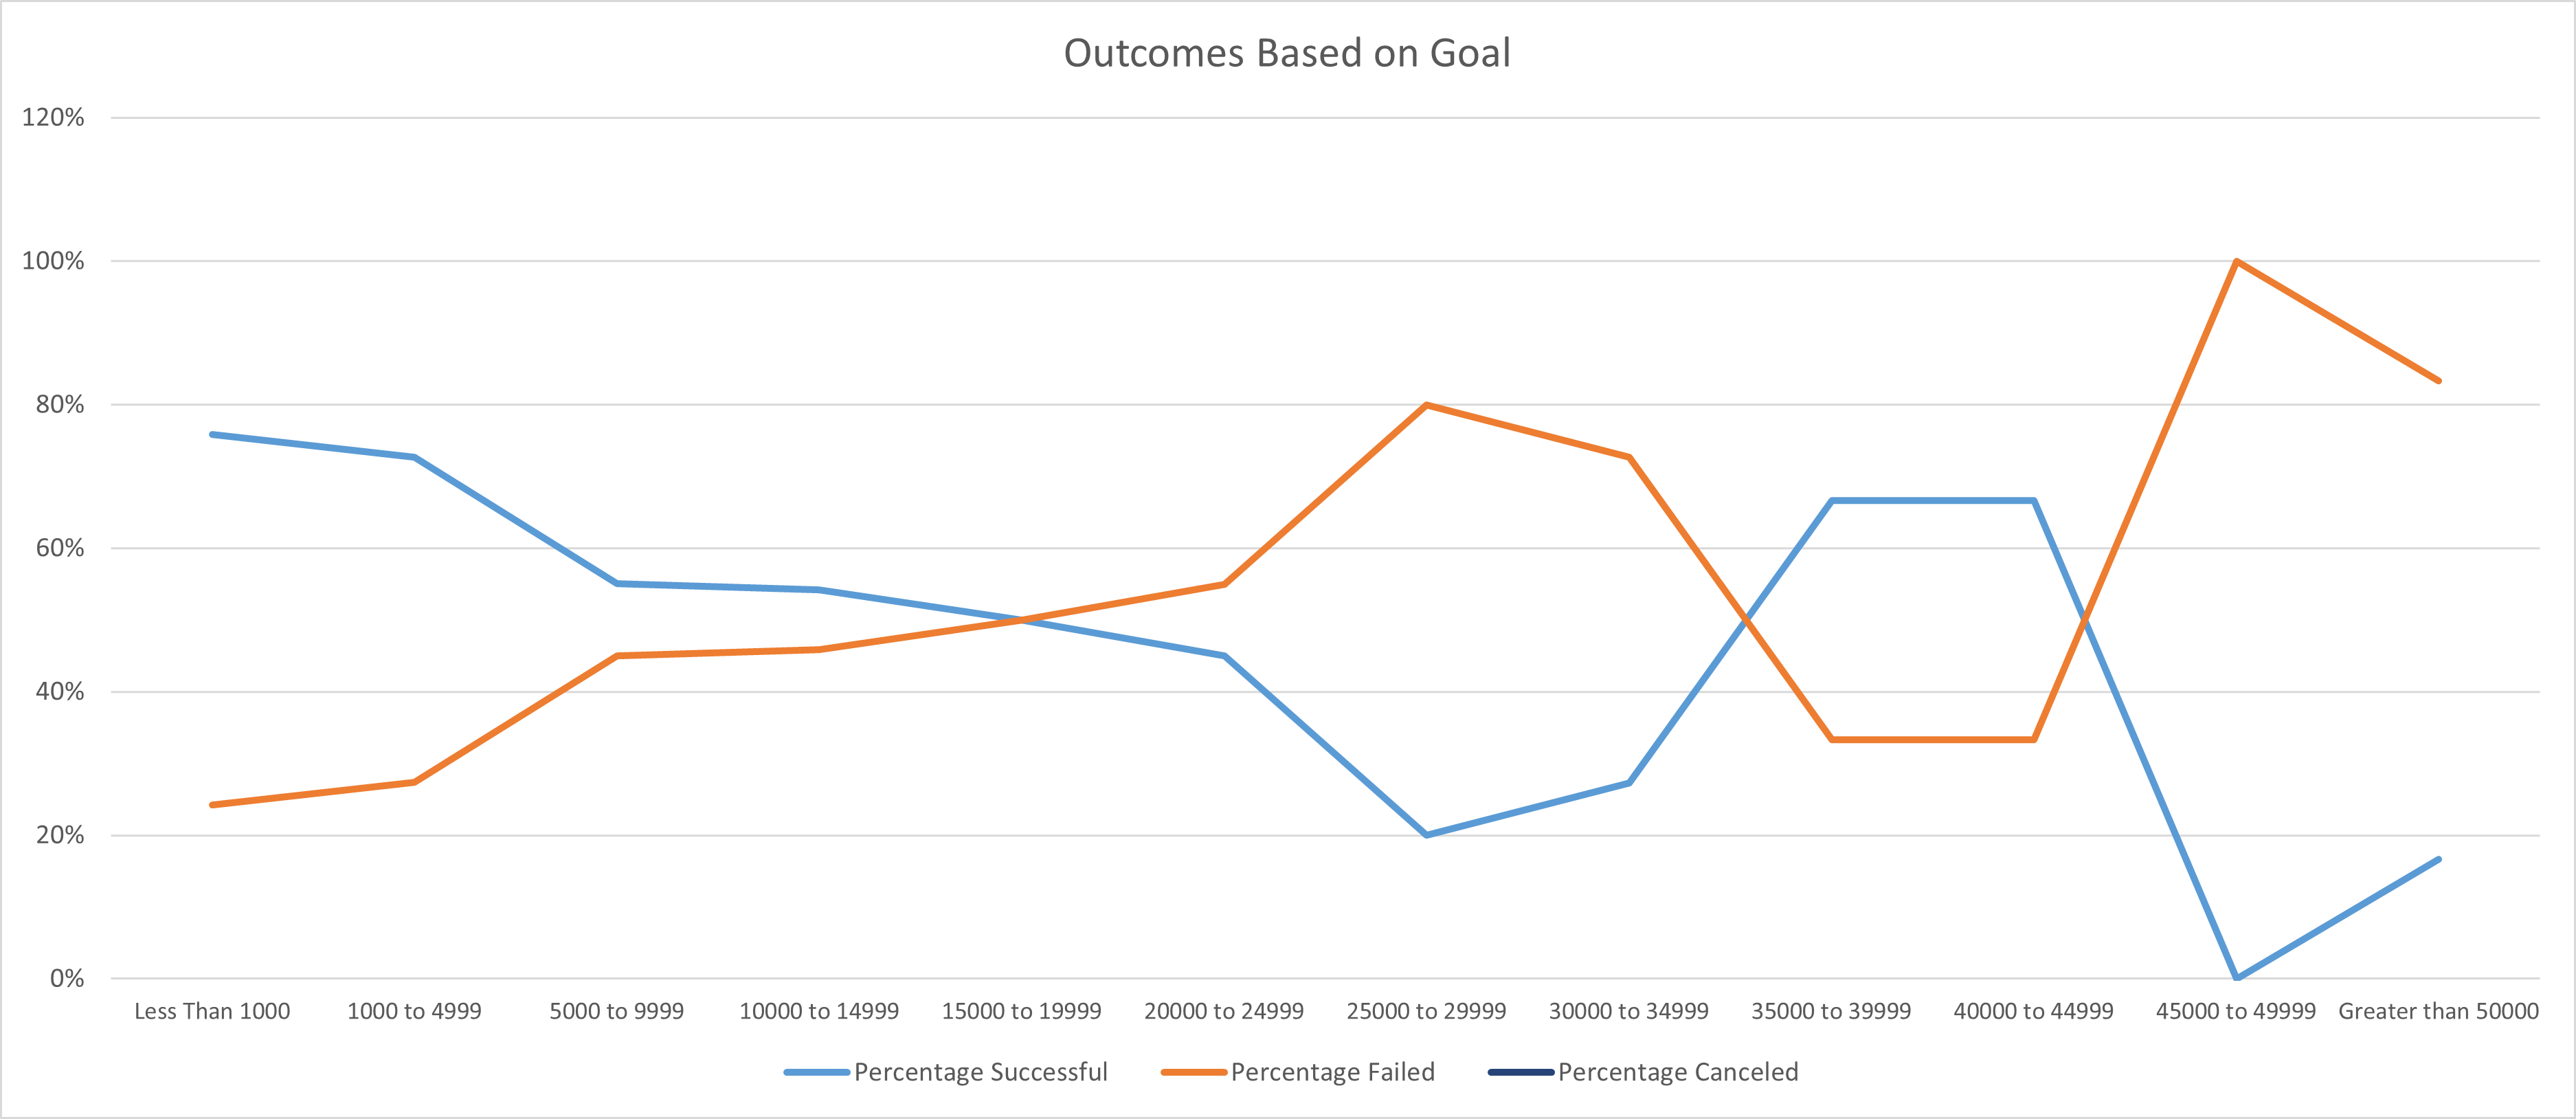 Outcomes Based on Goal
120%
100%
80%
60%
40%
20%
0%
Less Than 1000 1000 to 4999 5000 to 9999 10000 to 14999 15000 to 19999 20000 to 24999 25000 to 29999 30000 to 34999 35000 to 39999 40000 to 44999 45000 to 49999 Greater than 50000
Percentage Successful Percentage Failed Percentage Canceled